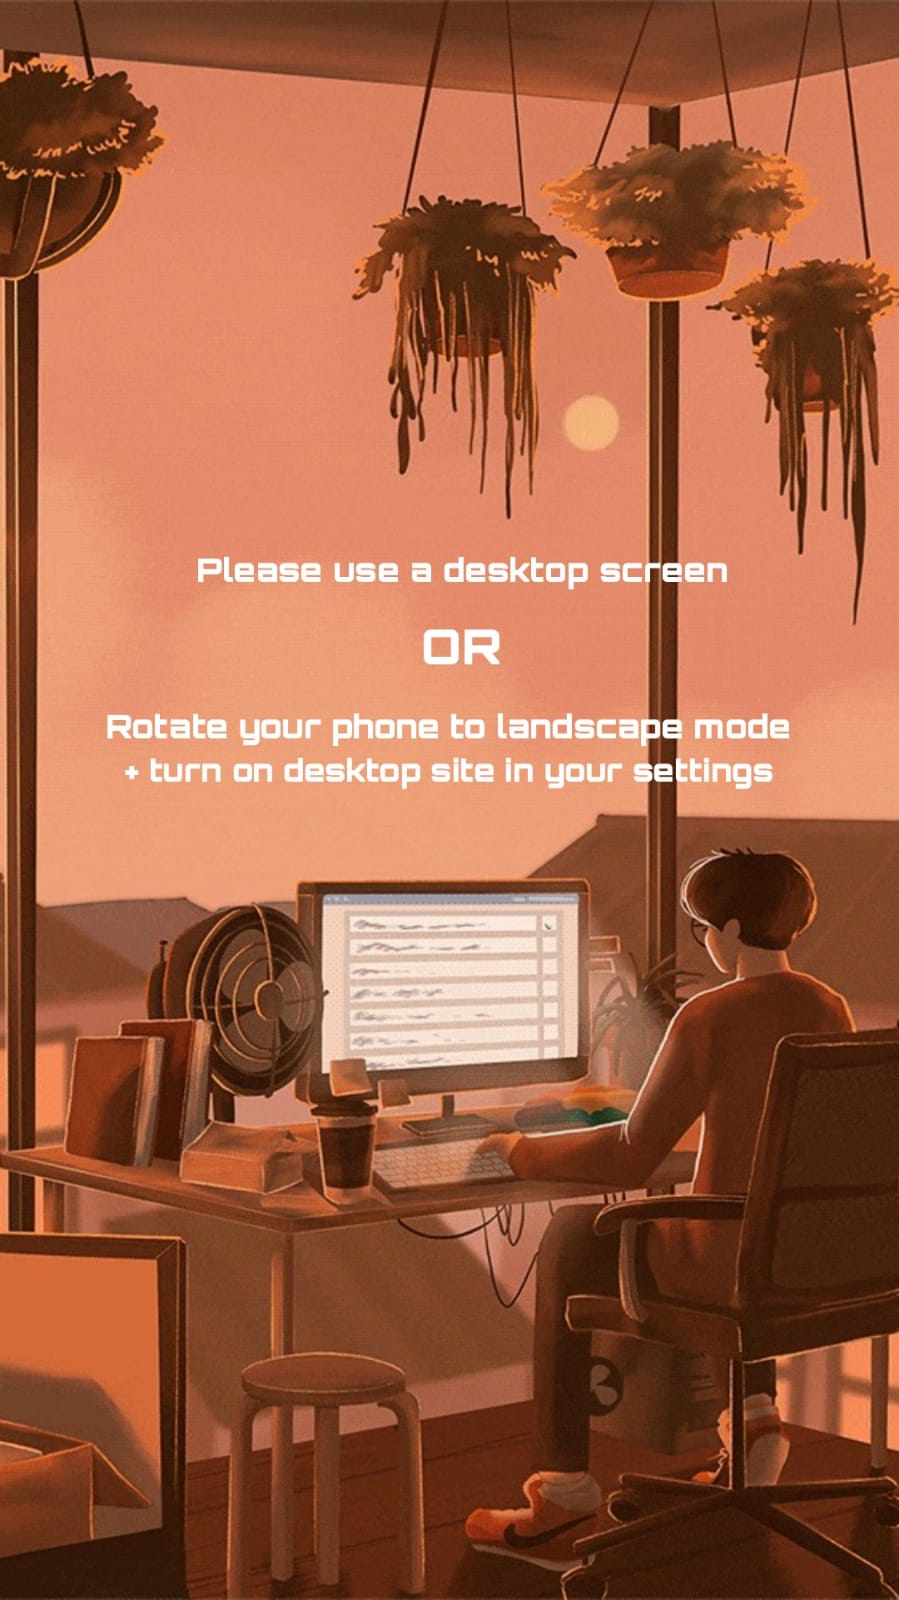 Please use a desktop screen
OR
Rotate your phone to landscape mode
+ turn on desktop site in your settings